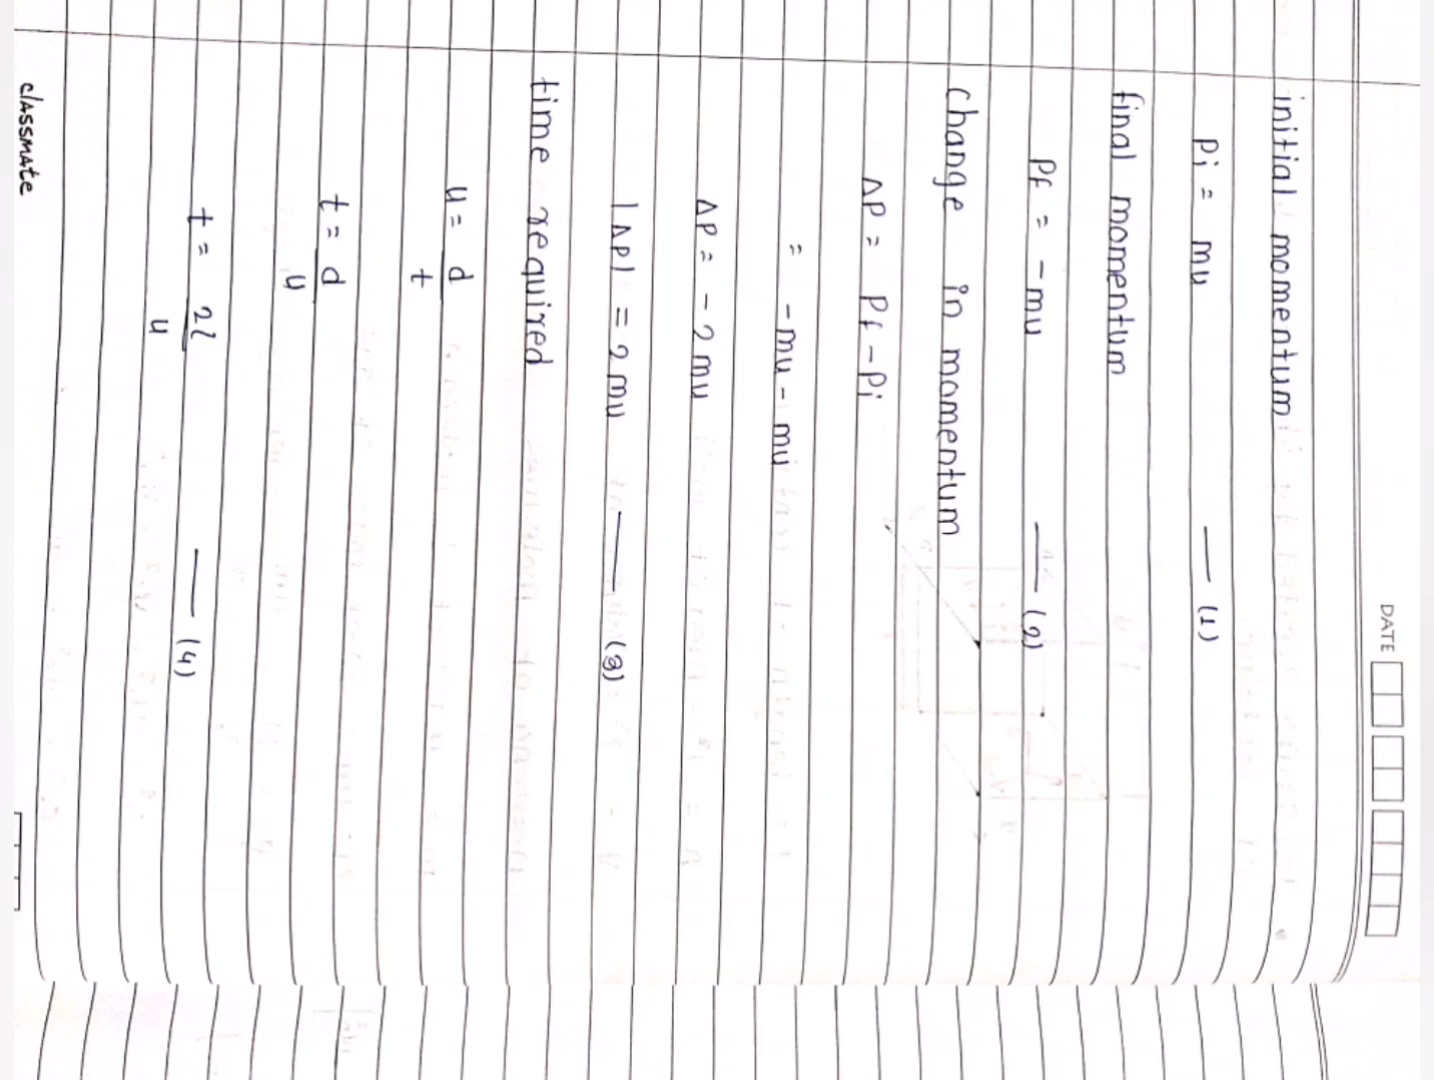 DATE
initial momentum
Pi = mu — (1)
final momentum
Pf = -mu — (2)
Change in momentum
ΔP = Pf - Pi
= -mu - mu
ΔP = -2mu
|ΔP| = 2mu — (3)
time required
u = d/t
t = d/u
t = 2l/u — (4)
classmate